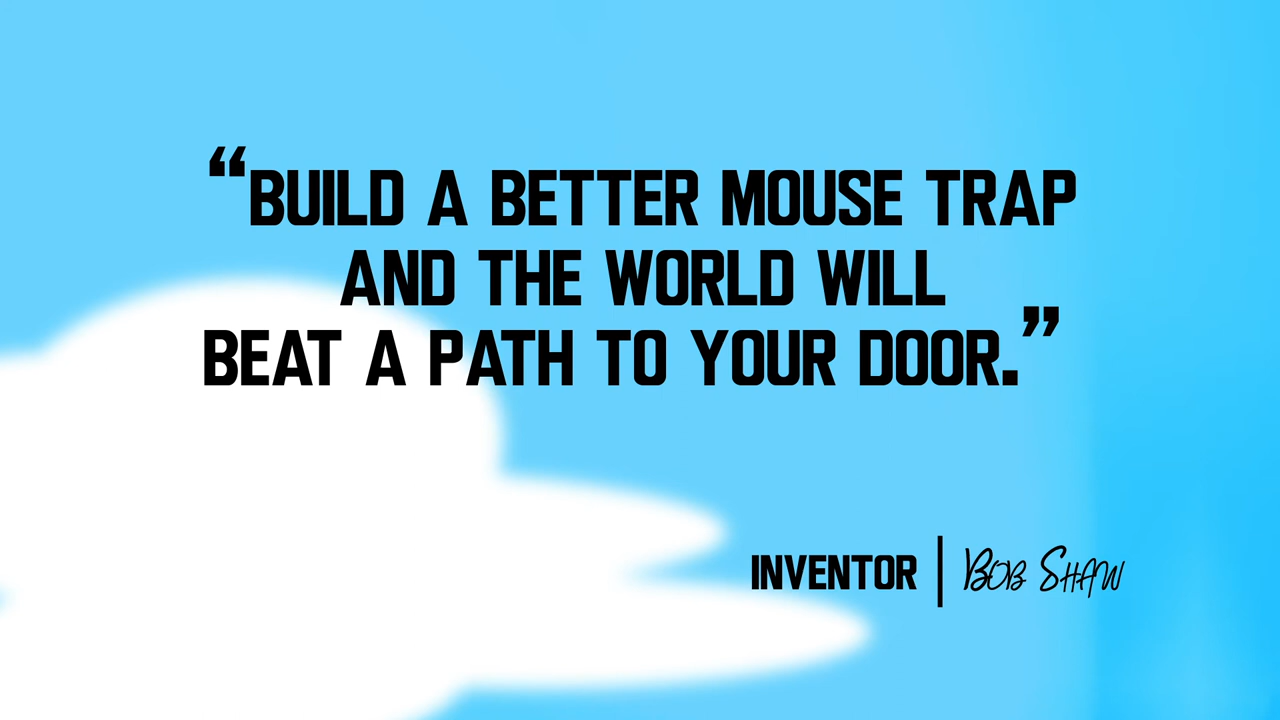 “BUILD A BETTER MOUSE TRAP
AND THE WORLD WILL
BEAT A PATH TO YOUR DOOR.”
INVENTOR | BOB SHAW